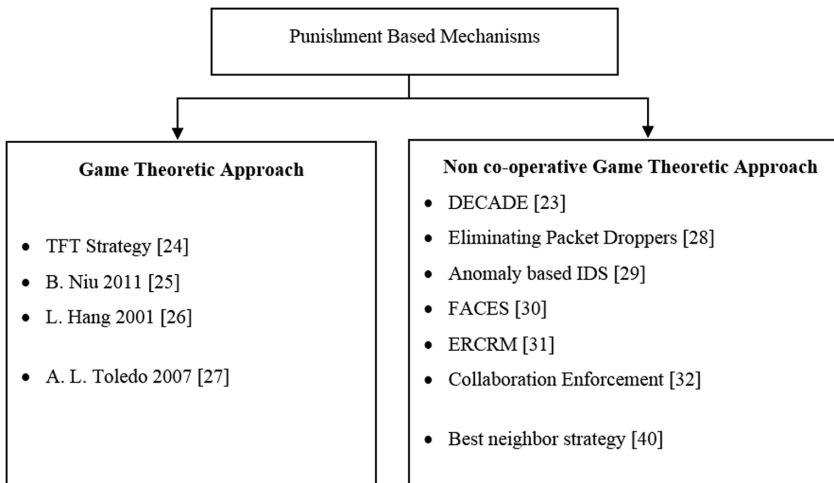 Punishment Based Mechanisms
Game Theoretic Approach
• TFT Strategy [24]
• B. Niu 2011 [25]
• L. Hang 2001 [26]
• A. L. Toledo 2007 [27]
Non co-operative Game Theoretic Approach
• DECADE [23]
• Eliminating Packet Droppers [28]
• Anomaly based IDS [29]
• FACES [30]
• ERCRM [31]
• Collaboration Enforcement [32]
• Best neighbor strategy [40]